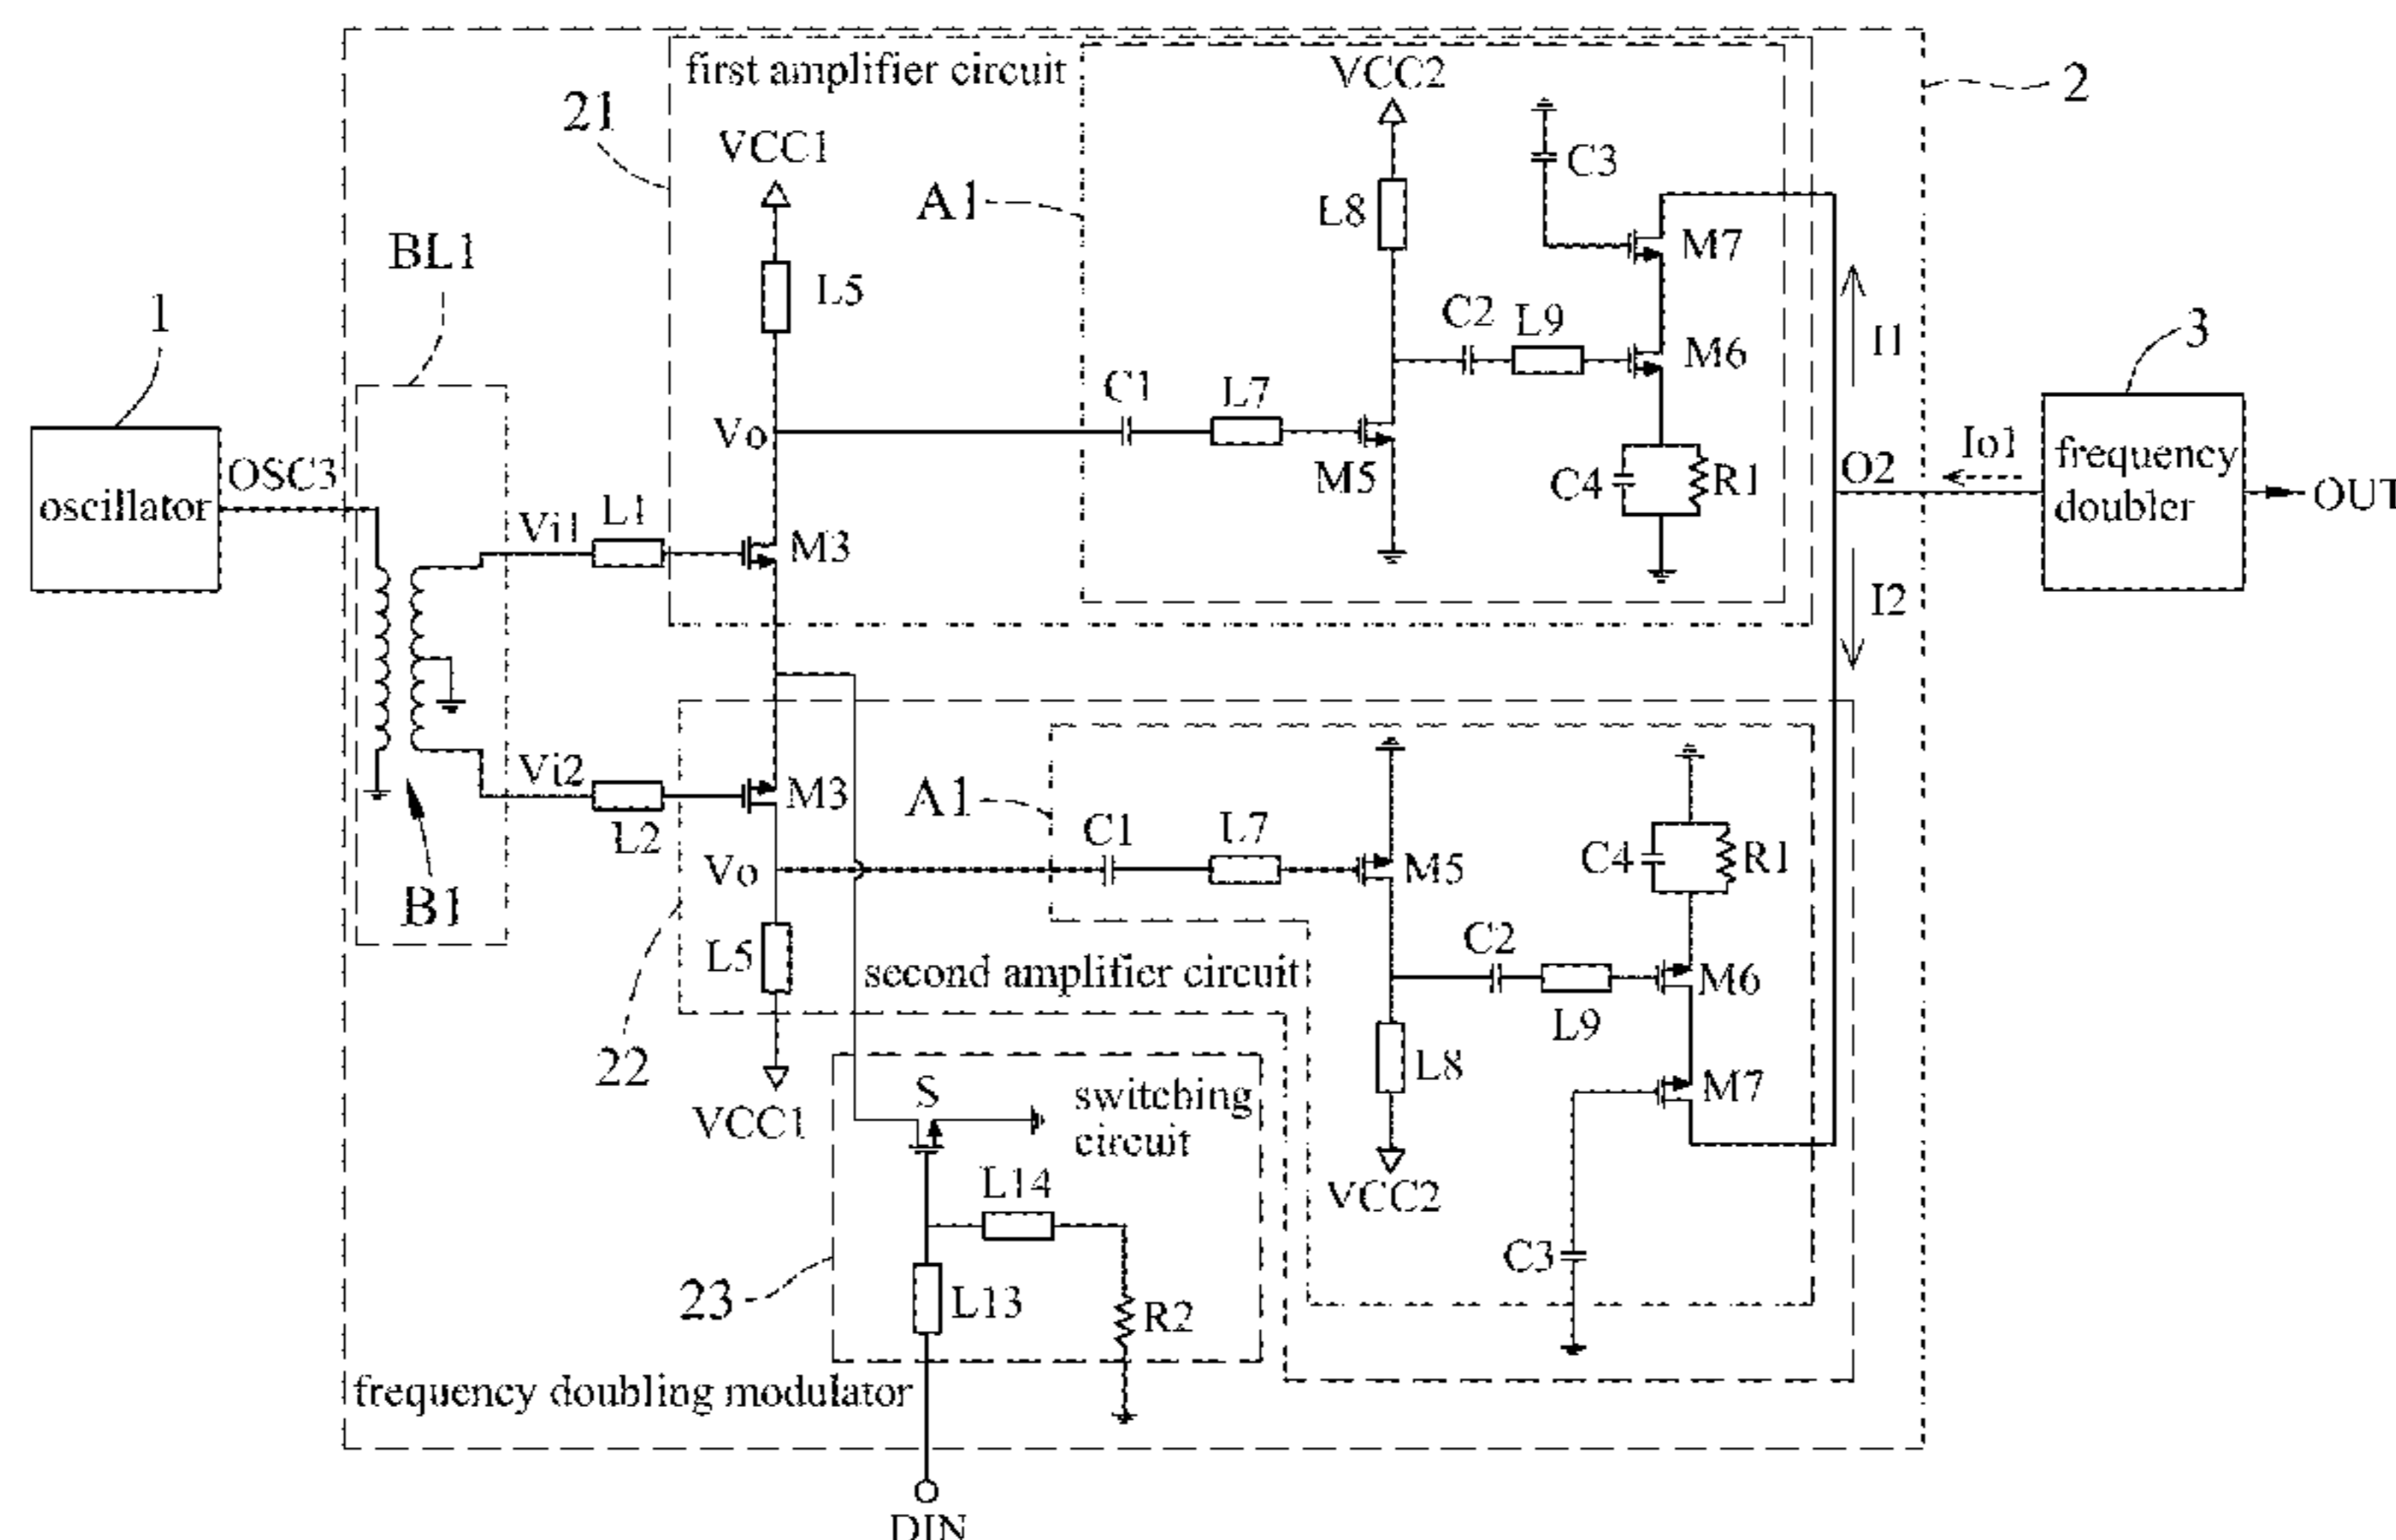 first amplifier circuit
VCC2
2
21
VCC1
C3
A1
L8
M7
BL1
L5
C2
L9
M6
I1
1
3
C1
L7
Vo
M5
C4
R1
O2
Io1
frequency
doubler
OUT
OSC3
oscillator
Vi1
L1
M3
I2
Vi2
L2
M3
A1
C1
L7
M5
C4
R1
Vo
B1
L5
second amplifier circuit
C2
L9
M6
22
VCC1
S
switching
circuit
L8
M7
L14
VCC2
23
L13
R2
C3
frequency doubling modulator
DIN